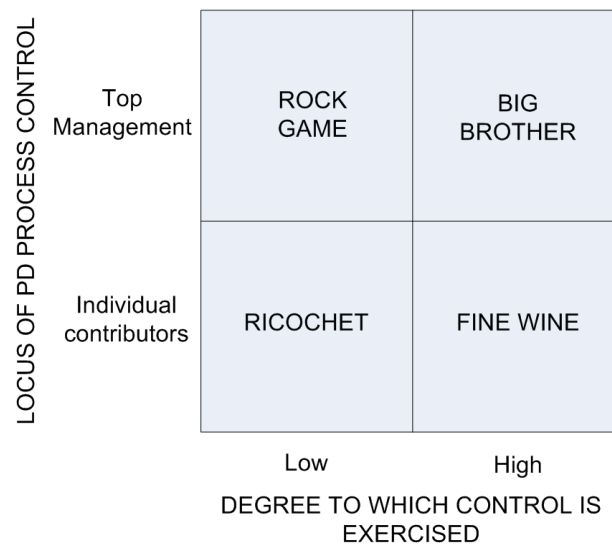 LOCUS OF PD PROCESS CONTROL
Top
Management
ROCK
GAME
BIG
BROTHER
Individual
contributors
RICOCHET
FINE WINE
Low
High
DEGREE TO WHICH CONTROL IS
EXERCISED